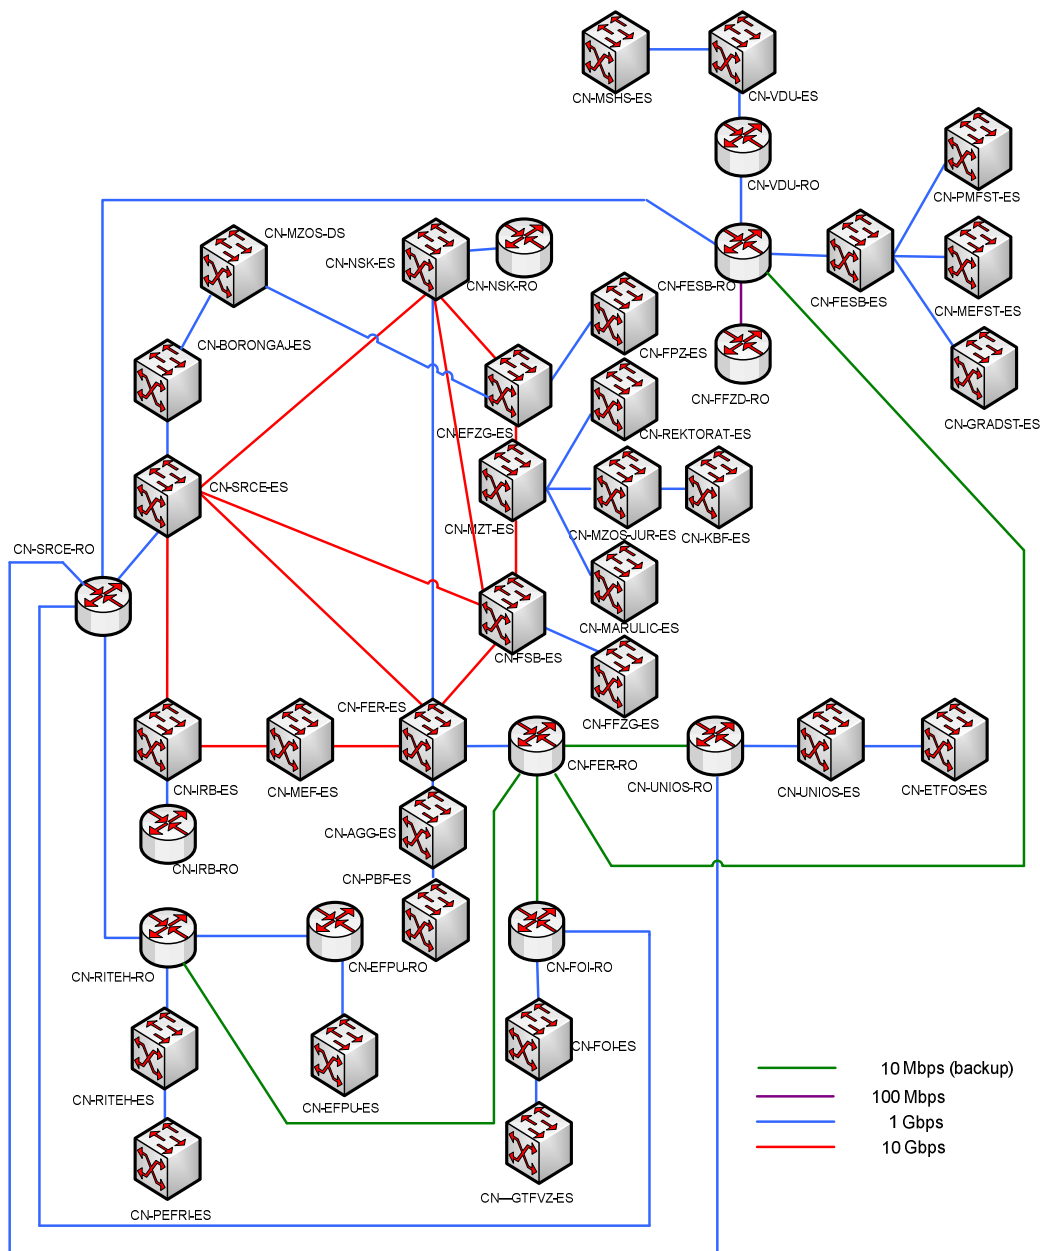 CN-MSHS-ES
CN-VDU-ES
CN-VDU-RO
CN-PMFST-ES
CN-MZOS-DS
CN-NSK-ES
CN-NSK-RO
CN-FESB-RO
CN-FESB-ES
CN-MEFST-ES
CN-BORONGAJ-ES
CN-FPZ-ES
CN-FFZD-RO
CN-GRADST-ES
CN-EFZG-ES
CN-REKTORAT-ES
CN-SRCE-ES
CN-MZT-ES
CN-MZOS-JUR-ES
CN-KBF-ES
CN-SRCE-RO
CN-MARULIC-ES
CN-FSB-ES
CN-FER-ES
CN-FFZG-ES
CN-FER-RO
CN-IRB-ES
CN-MEF-ES
CN-UNIOS-RO
CN-UNIOS-ES
CN-ETFOS-ES
CN-AGG-ES
CN-IRB-RO
CN-PBF-ES
CN-RITEH-RO
CN-EFPU-RO
CN-FOI-RO
CN-FOI-ES
CN-RITEH-ES
CN-EFPU-ES
CN-PEFRI-ES
CN—GTFVZ-ES
10 Mbps (backup)
100 Mbps
1 Gbps
10 Gbps